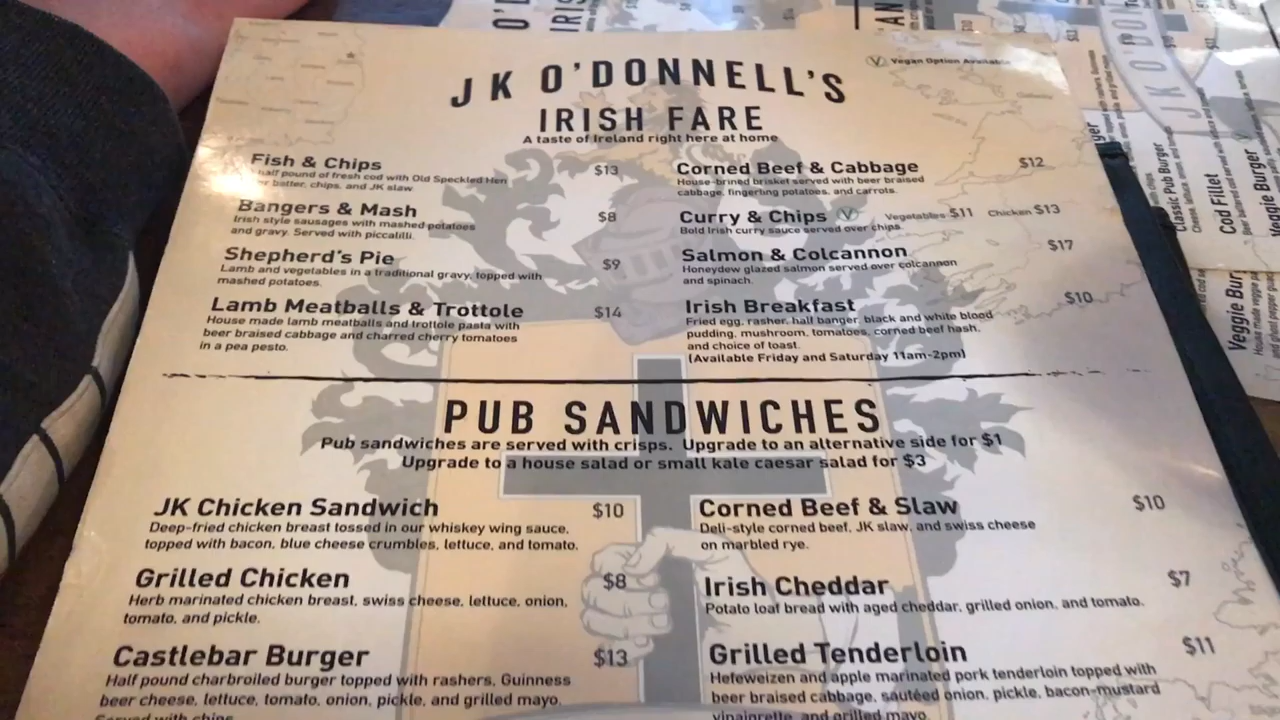 JK O'DONNELL'S
Vegan Option Available
IRISH FARE
A taste of Ireland right here at home
Fish & Chips $13
half pound of fresh cod with Old Speckled Hen
batter, chips, and JK slaw
Bangers & Mash $8
Irish style sausages with mashed potatoes
and gravy. Served with piccalilli.
Shepherd's Pie $9
Lamb and vegetables in a traditional gravy, topped with
mashed potatoes.
Lamb Meatballs & Trottole $14
House made lamb meatballs and trottole pasta with
beer braised cabbage and charred cherry tomatoes
in a pea pesto.
Corned Beef & Cabbage $12
House-brined brisket served with beer braised
cabbage, fingerling potatoes, and carrots.
Curry & Chips V Vegetables $11 Chicken $13
Bold Irish curry sauce served over chips.
Salmon & Colcannon $17
Honeydew glazed salmon served over colcannon
and spinach.
Irish Breakfast $10
Fried egg, rasher, half banger, black and white blood
pudding, mushroom, tomatoes, corned beef hash,
and choice of toast.
(Available Friday and Saturday 11am-2pm)
PUB SANDWICHES
Pub sandwiches are served with crisps. Upgrade to an alternative side for $1
Upgrade to a house salad or small kale caesar salad for $3
JK Chicken Sandwich $10
Deep-fried chicken breast tossed in our whiskey wing sauce,
topped with bacon, blue cheese crumbles, lettuce, and tomato.
Grilled Chicken $8
Herb marinated chicken breast, swiss cheese, lettuce, onion,
tomato, and pickle.
Castlebar Burger $13
Half pound charbroiled burger topped with rashers, Guinness
beer cheese, lettuce, tomato, onion, pickle, and grilled mayo.
Served with chips.
Corned Beef & Slaw $10
Deli-style corned beef, JK slaw, and swiss cheese
on marbled rye.
Irish Cheddar $7
Potato loaf bread with aged cheddar, grilled onion, and tomato.
Grilled Tenderloin $11
Hefeweizen and apple marinated pork tenderloin topped with
beer braised cabbage, sautéed onion, pickle, bacon-mustard
vinaigrette, and grilled mayo.
Classic Pub Burger
Cod Fillet
Veggie Burger
JK O'DO